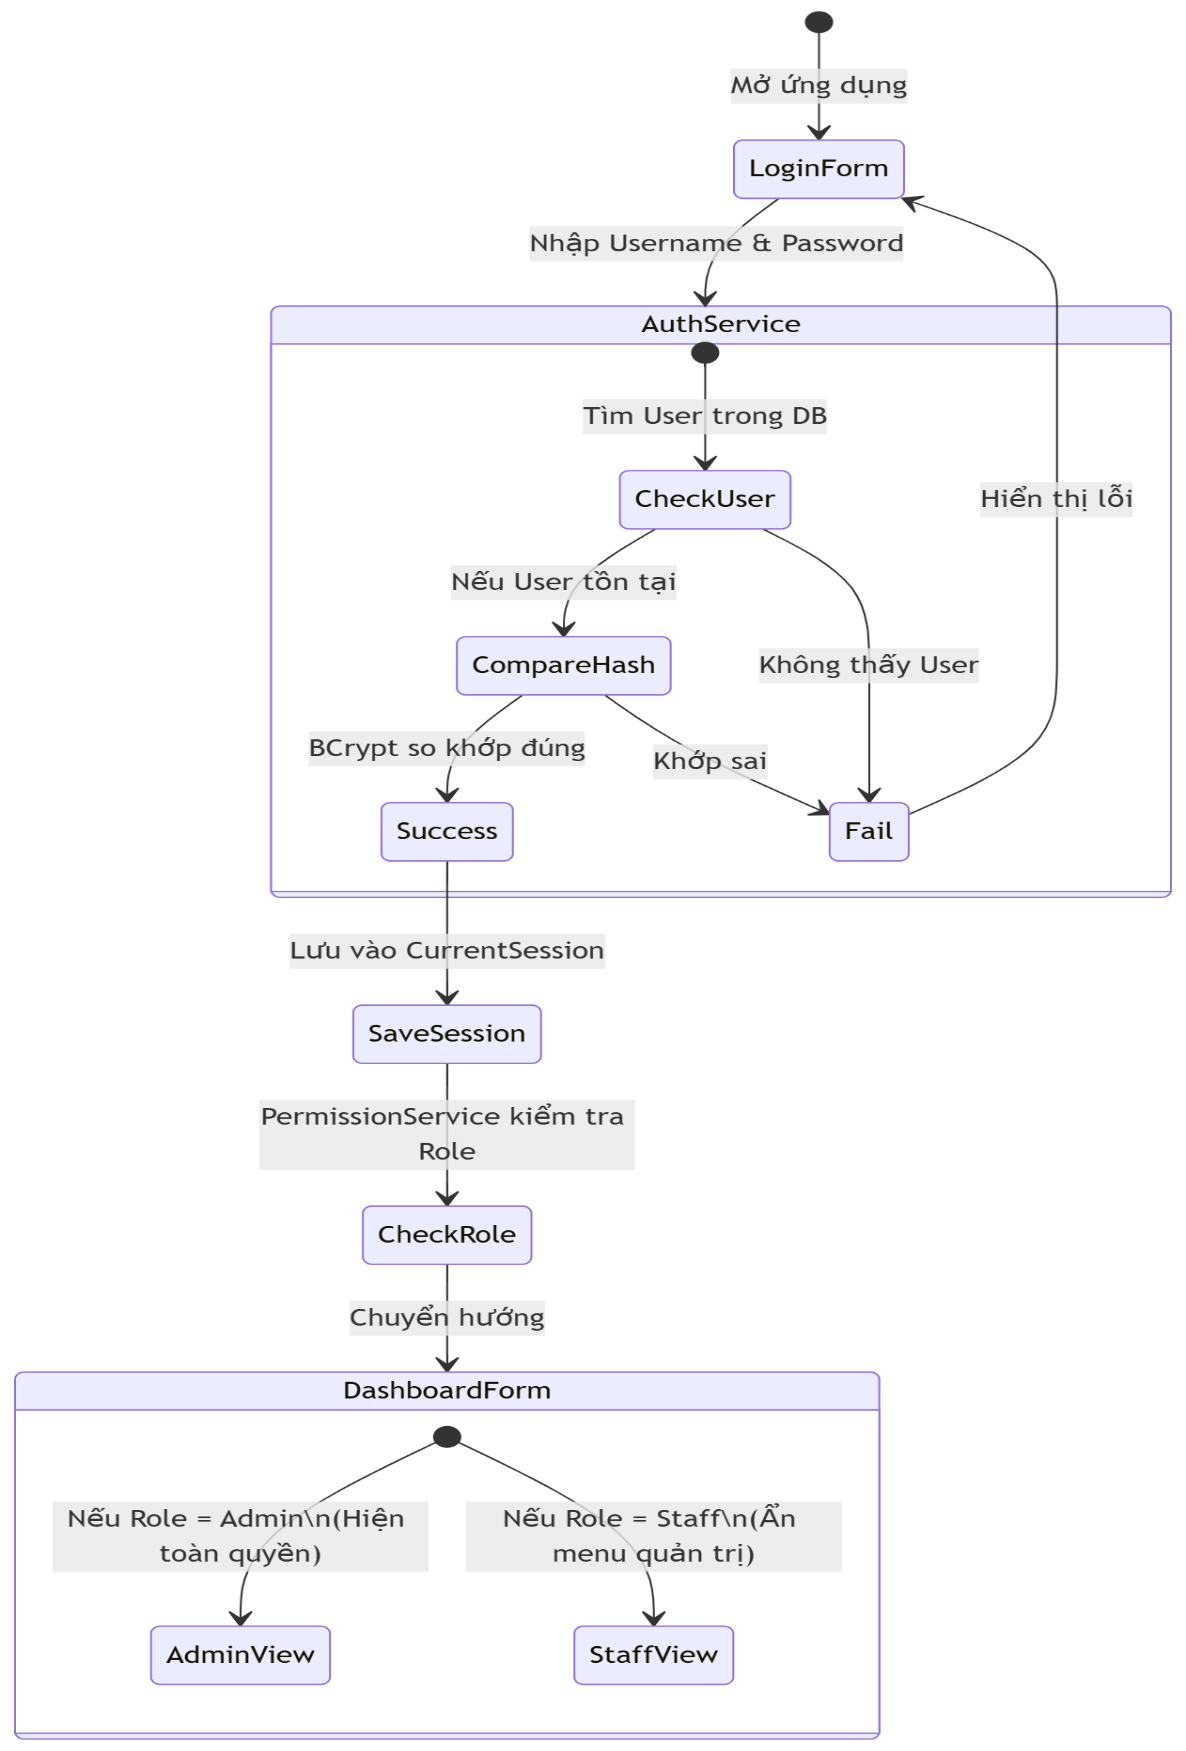 Mở ứng dụng
LoginForm
Nhập Username & Password
AuthService
Tìm User trong DB
CheckUser
Hiển thị lỗi
Nếu User tồn tại
CompareHash
Không thấy User
BCrypt so khớp đúng
Khớp sai
Success
Fail
Lưu vào CurrentSession
SaveSession
PermissionService kiểm tra
Role
CheckRole
Chuyển hướng
DashboardForm
Nếu Role = Admin\n(Hiện
toàn quyền)
Nếu Role = Staff\n(Ẩn
menu quản trị)
AdminView
StaffView